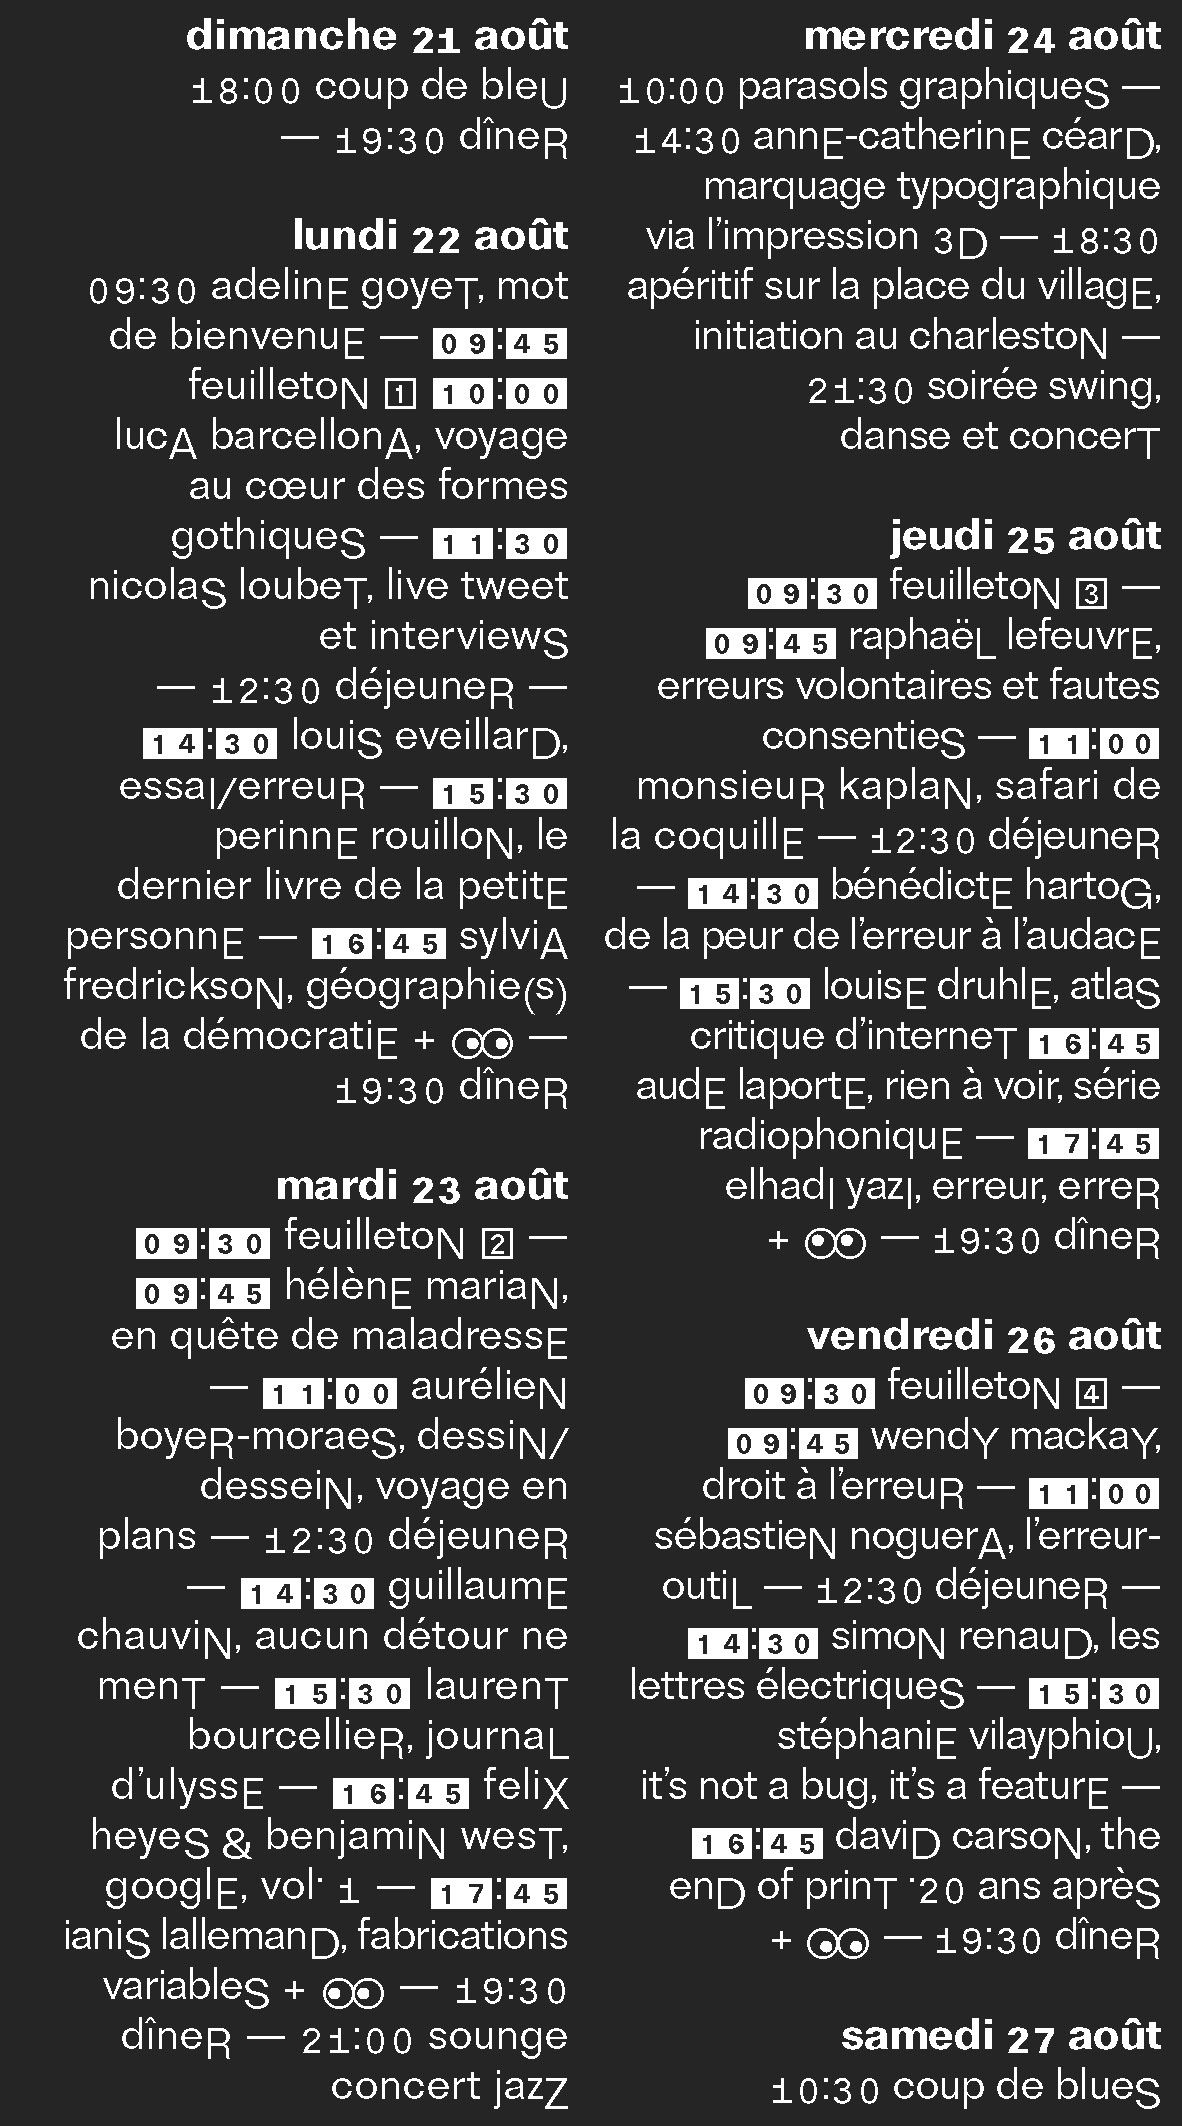 dimanche 21 août
18:00 coup de bleU
— 19:30 dîneR
lundi 22 août
09:30 adelinE goyeT, mot
de bienvenuE — 09:45
feuilletoN 1 10:00
lucA barcellonA, voyage
au cœur des formes
gothiqueS — 11:30
nicolaS loubeT, live tweet
et interviewS
— 12:30 déjeuneR —
14:30 louiS eveillarD,
essaI/erreuR — 15:30
perinnE rouilloN, le
dernier livre de la petitE
personnE — 16:45 sylviA
fredricksoN, géographie(s)
de la démocratiE + 👀 —
19:30 dîneR
mardi 23 août
09:30 feuilletoN 2 —
09:45 hélènE mariaN,
en quête de maladressE
— 11:00 aurélieN
boyeR-moraeS, dessiN/
desseiN, voyage en
plans — 12:30 déjeuneR
— 14:30 guillaumE
chauviN, aucun détour ne
menT — 15:30 laurenT
bourcellieR, journaL
d'ulyssE — 16:45 feliX
heyeS & benjamiN wesT,
googlE, vol· 1 — 17:45
ianiS lallemanD, fabrications
variableS + 👀 — 19:30
dîneR — 21:00 sounge
concert jazZ
mercredi 24 août
10:00 parasols graphiqueS —
14:30 annE-catherinE céarD,
marquage typographique
via l'impression 3D — 18:30
apéritif sur la place du villagE,
initiation au charlestoN —
21:30 soirée swing,
danse et concerT
jeudi 25 août
09:30 feuilletoN 3 —
09:45 raphaëL lefeuvrE,
erreurs volontaires et fautes
consentieS — 11:00
monsieuR kaplaN, safari de
la coquillE — 12:30 déjeuneR
— 14:30 bénédictE hartoG,
de la peur de l'erreur à l'audacE
— 15:30 louisE druhlE, atlaS
critique d'interneT 16:45
audE laportE, rien à voir, série
radiophoniquE — 17:45
elhadI yazI, erreur, erreR
+ 👀 — 19:30 dîneR
vendredi 26 août
09:30 feuilletoN 4 —
09:45 wendY mackaY,
droit à l'erreuR — 11:00
sébastieN noguerA, l'erreur-
outiL — 12:30 déjeuneR —
14:30 simoN renauD, les
lettres électriqueS — 15:30
stéphaniE vilayphioU,
it's not a bug, it's a featurE —
16:45 daviD carsoN, the
enD of prinT ·20 ans aprèS
+ 👀 — 19:30 dîneR
samedi 27 août
10:30 coup de blueS